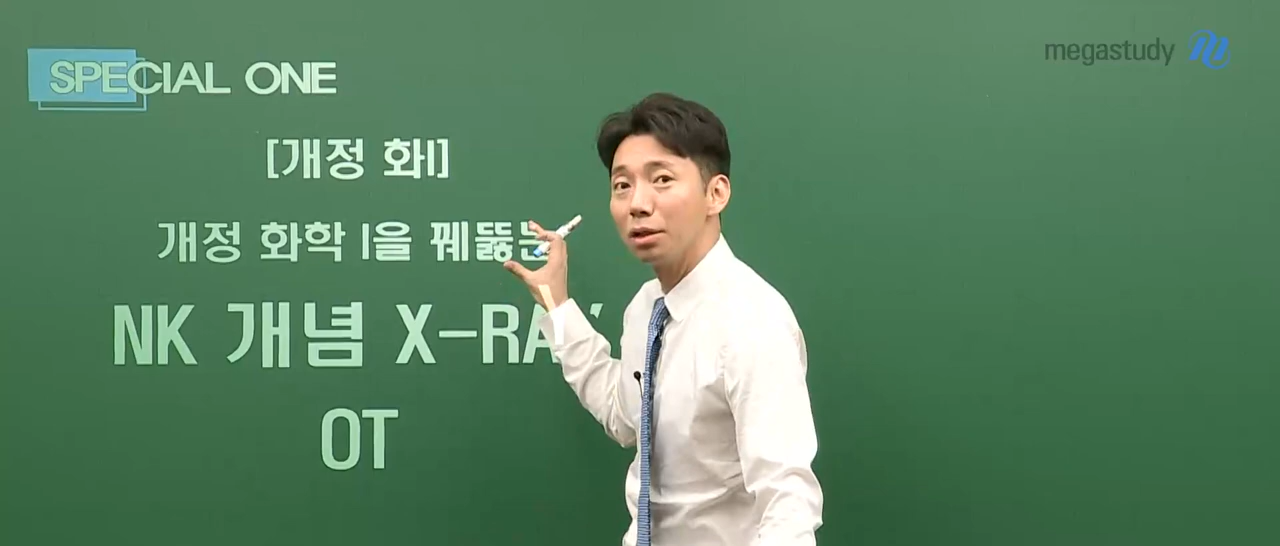 SPECIAL ONE
megastudy
[개정 화I]
개정 화학 I을 꿰뚫는
NK 개념 X-RA
OT